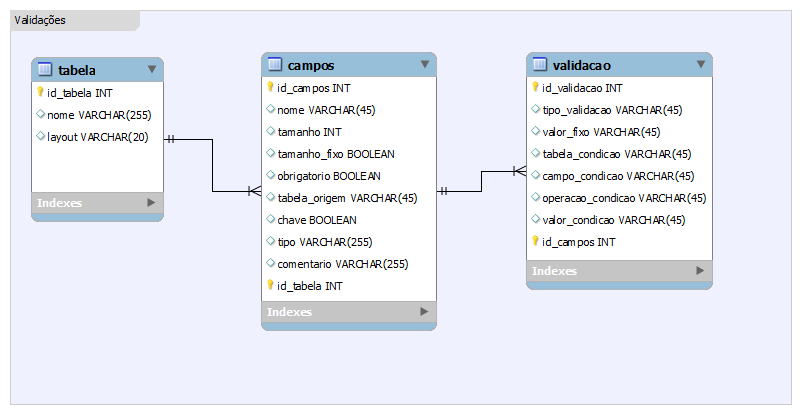 Validações
tabela
id_tabela INT
nome VARCHAR(255)
layout VARCHAR(20)
Indexes
campos
id_campos INT
nome VARCHAR(45)
tamanho INT
tamanho_fixo BOOLEAN
obrigatorio BOOLEAN
tabela_origem VARCHAR(45)
chave BOOLEAN
tipo VARCHAR(255)
comentario VARCHAR(255)
id_tabela INT
Indexes
validacao
id_validacao INT
tipo_validacao VARCHAR(45)
valor_fixo VARCHAR(45)
tabela_condicao VARCHAR(45)
campo_condicao VARCHAR(45)
operacao_condicao VARCHAR(45)
valor_condicao VARCHAR(45)
id_campos INT
Indexes